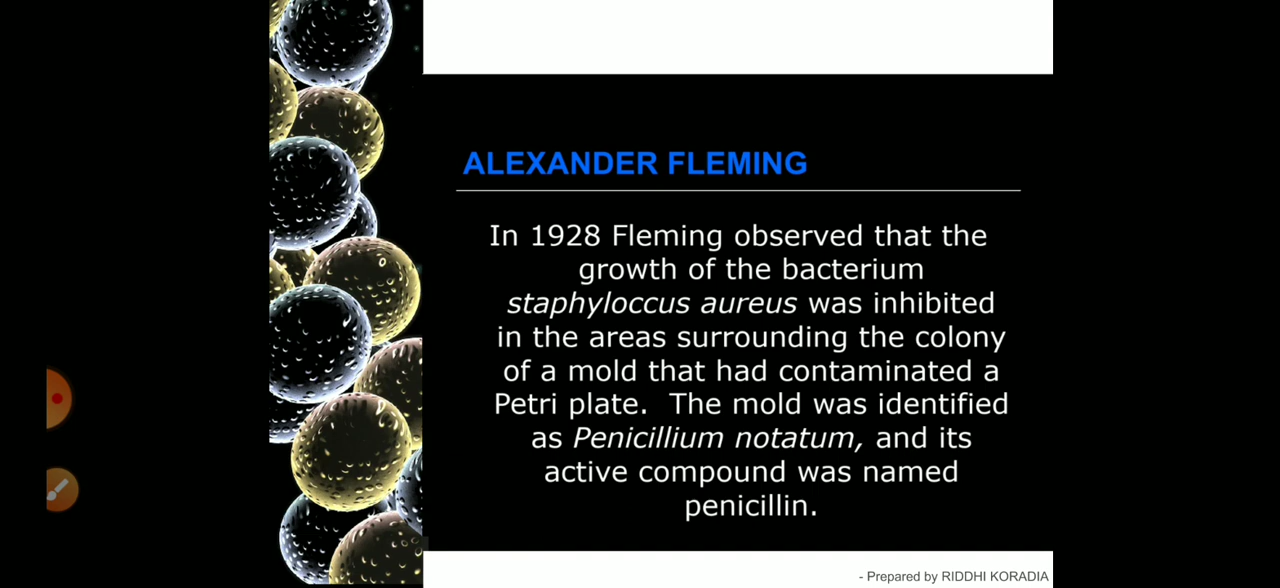 ALEXANDER FLEMING
In 1928 Fleming observed that the
growth of the bacterium
staphyloccus aureus was inhibited
in the areas surrounding the colony
of a mold that had contaminated a
Petri plate. The mold was identified
as Penicillium notatum, and its
active compound was named
penicillin.
- Prepared by RIDDHI KORADIA